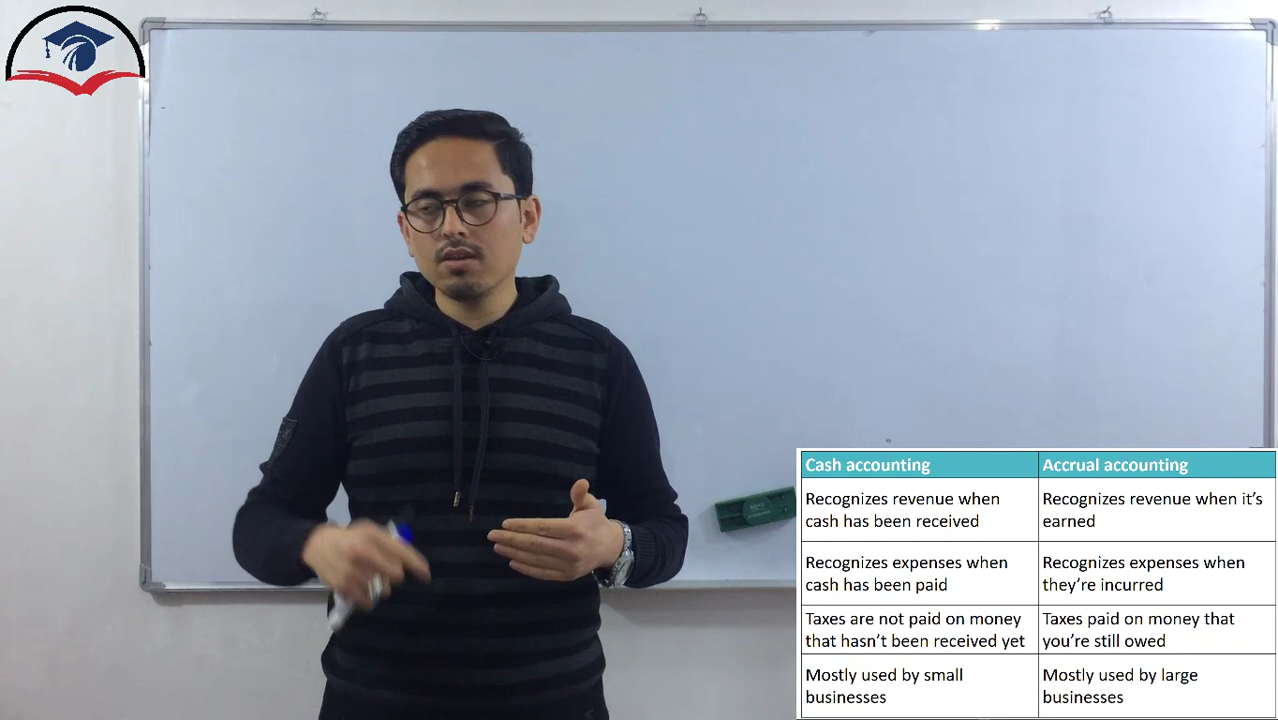 Cash accounting
Accrual accounting
Recognizes revenue when
cash has been received
Recognizes revenue when it's
earned
Recognizes expenses when
cash has been paid
Recognizes expenses when
they're incurred
Taxes are not paid on money
that hasn't been received yet
Taxes paid on money that
you're still owed
Mostly used by small
businesses
Mostly used by large
businesses